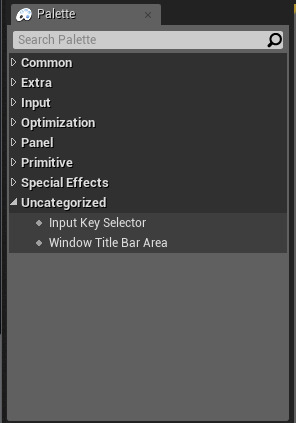 Palette
Search Palette
Common
Extra
Input
Optimization
Panel
Primitive
Special Effects
Uncategorized
Input Key Selector
Window Title Bar Area